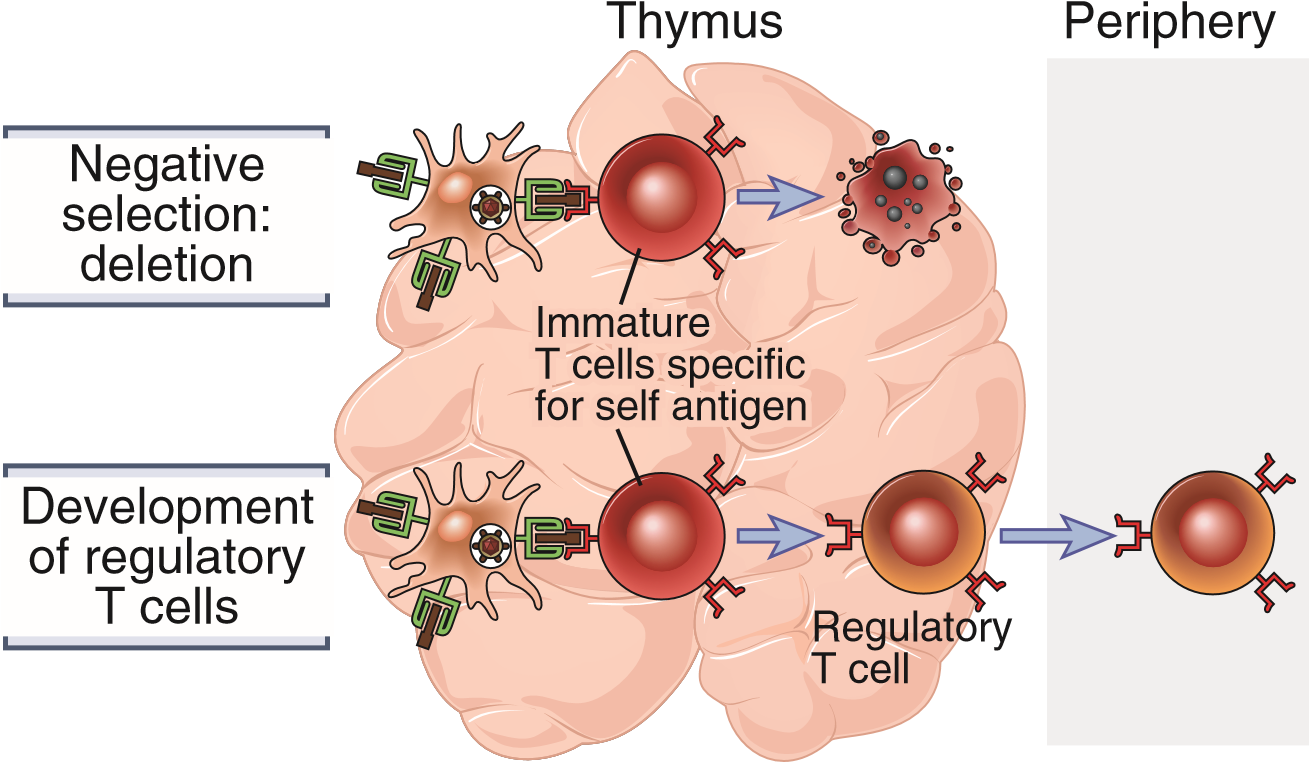 Thymus
Periphery
Negative
selection:
deletion
Immature
T cells specific
for self antigen
Development
of regulatory
T cells
Regulatory
T cell